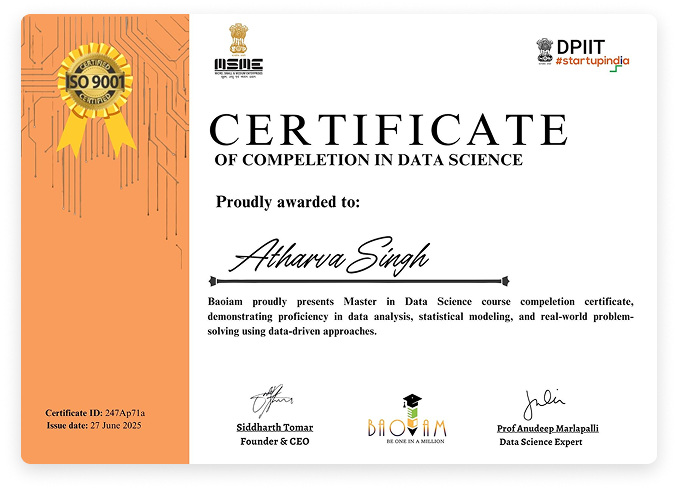 CERTIFIED
ISO 9001
CERTIFIED
MSME
MICRO, SMALL & MEDIUM ENTERPRISES
DPIIT
#startupindia
CERTIFICATE
OF COMPELETION IN DATA SCIENCE
Proudly awarded to:
Atharva Singh
Baoiam proudly presents Master in Data Science course compeletion certificate,
demonstrating proficiency in data analysis, statistical modeling, and real-world problem-
solving using data-driven approaches.
Certificate ID: 247Ap71a
Issue date: 27 June 2025
Siddharth Tomar
Founder & CEO
BAOIAM
BE ONE IN A MILLION
Prof Anudeep Marlapalli
Data Science Expert